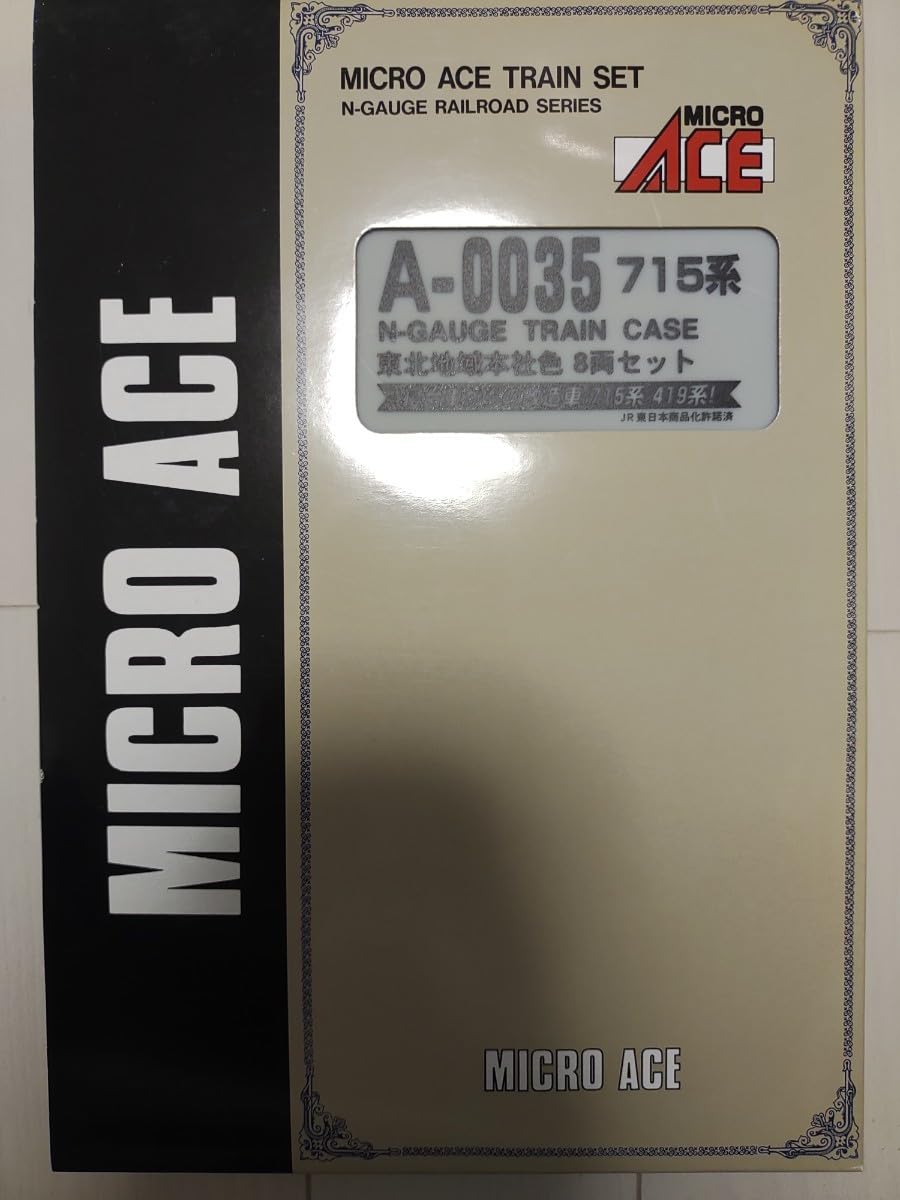 MICRO ACE
MICRO ACE TRAIN SET
N-GAUGE RAILROAD SERIES
MICRO
ACE
A-0035 715系
N-GAUGE TRAIN CASE
東北地域本社色 8両セット
715系 419系!
JR東日本商品化許諾済
MICRO ACE